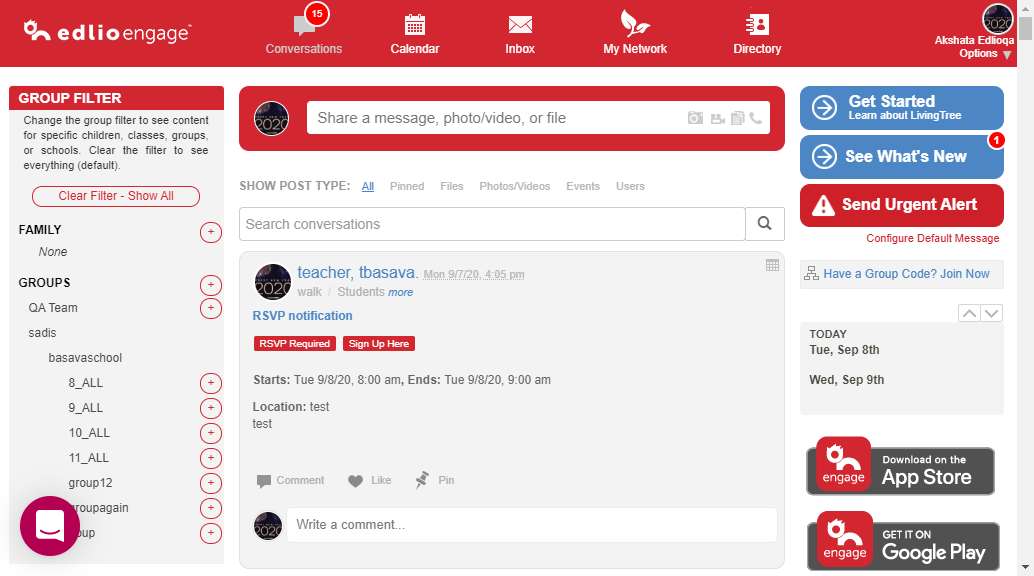 edlio engage™
15
Conversations
Calendar
Inbox
My Network
Directory
Akshata Edlioqa
Options ▼
GROUP FILTER
Change the group filter to see content
for specific children, classes, groups,
or schools. Clear the filter to see
everything (default).
Clear Filter - Show All
FAMILY
+
None
GROUPS
+
QA Team
+
sadis
basavaschool
8_ALL
+
9_ALL
+
10_ALL
+
11_ALL
+
group12
+
groupagain
+
oup
+
2020
Share a message, photo/video, or file
SHOW POST TYPE: All Pinned Files Photos/Videos Events Users
Search conversations
2020
teacher, tbasava. Mon 9/7/20, 4:05 pm
walk / Students more
RSVP notification
RSVP Required Sign Up Here
Starts: Tue 9/8/20, 8:00 am, Ends: Tue 9/8/20, 9:00 am
Location: test
test
Comment Like Pin
2020
Write a comment...
Get Started
Learn about LivingTree
1
See What's New
Send Urgent Alert
Configure Default Message
Have a Group Code? Join Now
TODAY
Tue, Sep 8th
Wed, Sep 9th
engage
Download on the
App Store
engage
GET IT ON
Google Play